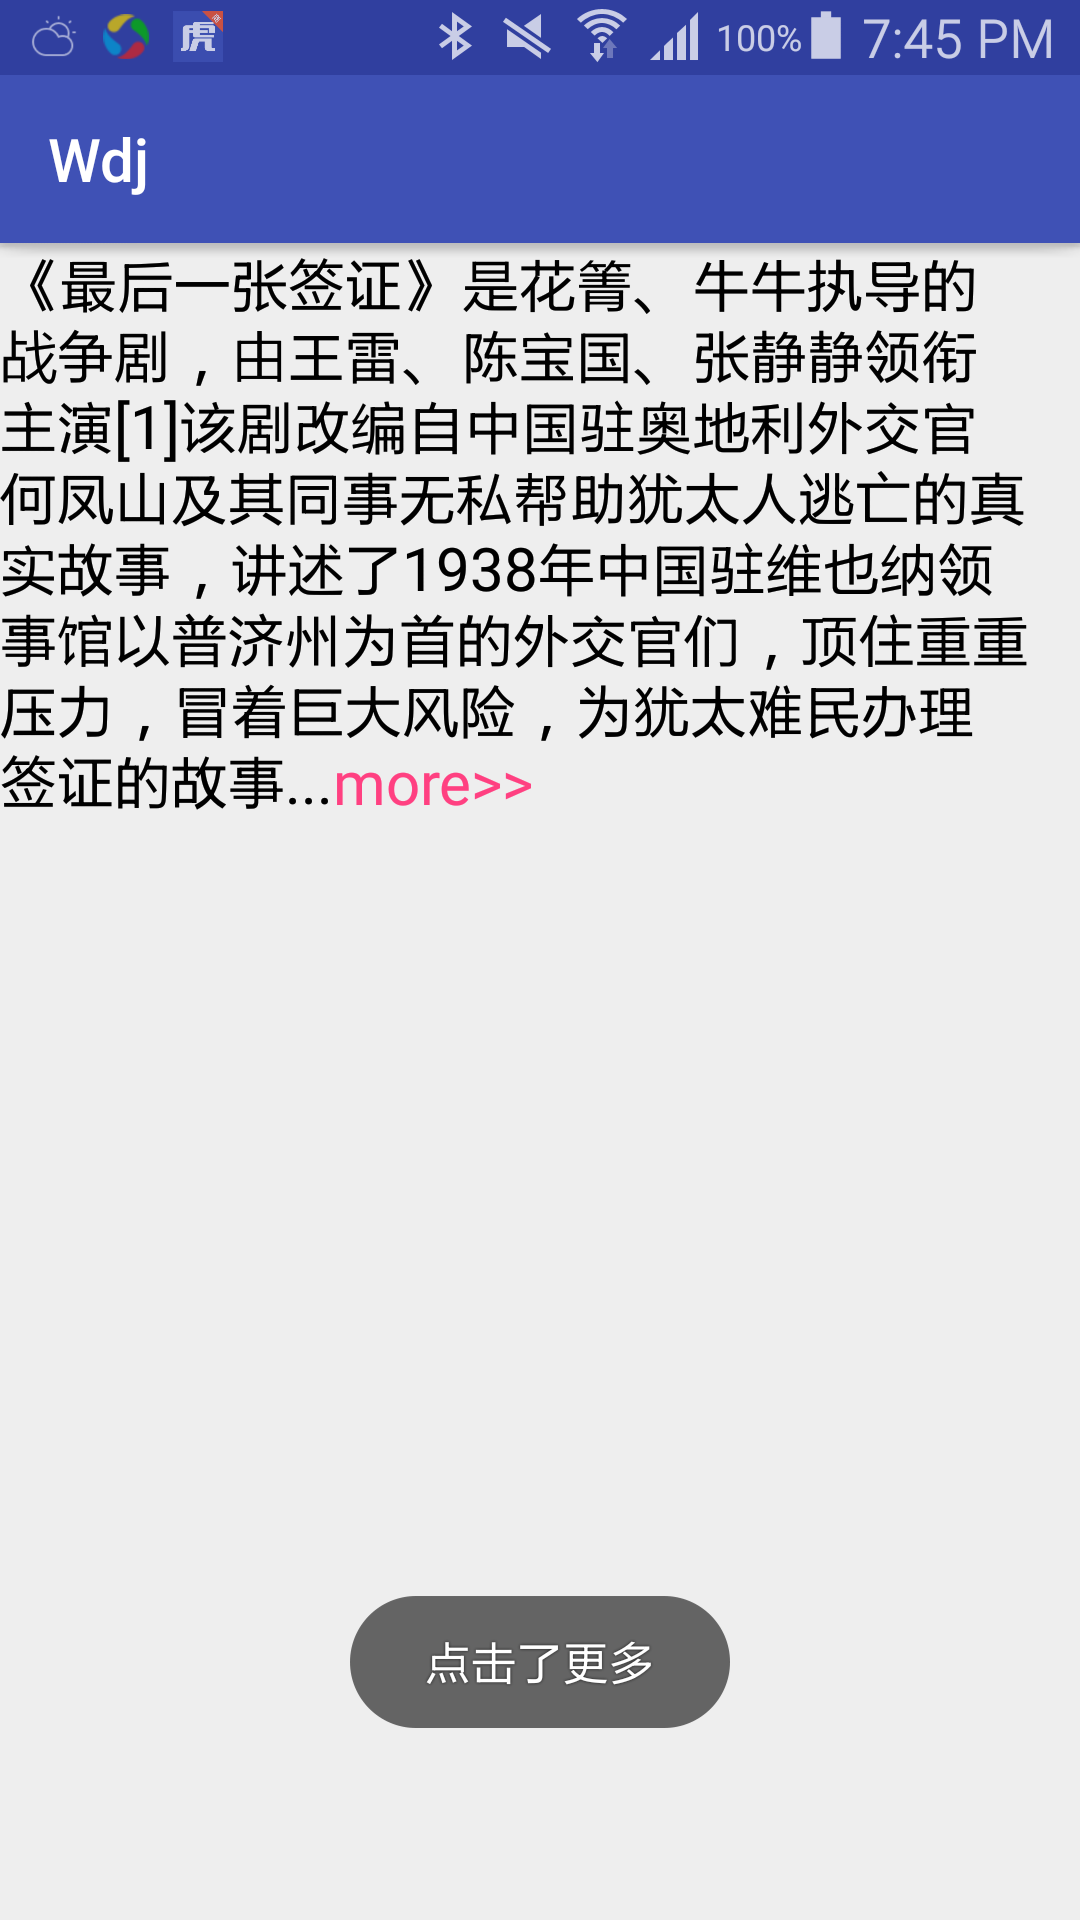 虎
100% 7:45 PM
Wdj
《最后一张签证》是花箐、牛牛执导的
战争剧，由王雷、陈宝国、张静静领衔
主演[1]该剧改编自中国驻奥地利外交官
何凤山及其同事无私帮助犹太人逃亡的真
实故事，讲述了1938年中国驻维也纳领
事馆以普济州为首的外交官们，顶住重重
压力，冒着巨大风险，为犹太难民办理
签证的故事...more>>
点击了更多